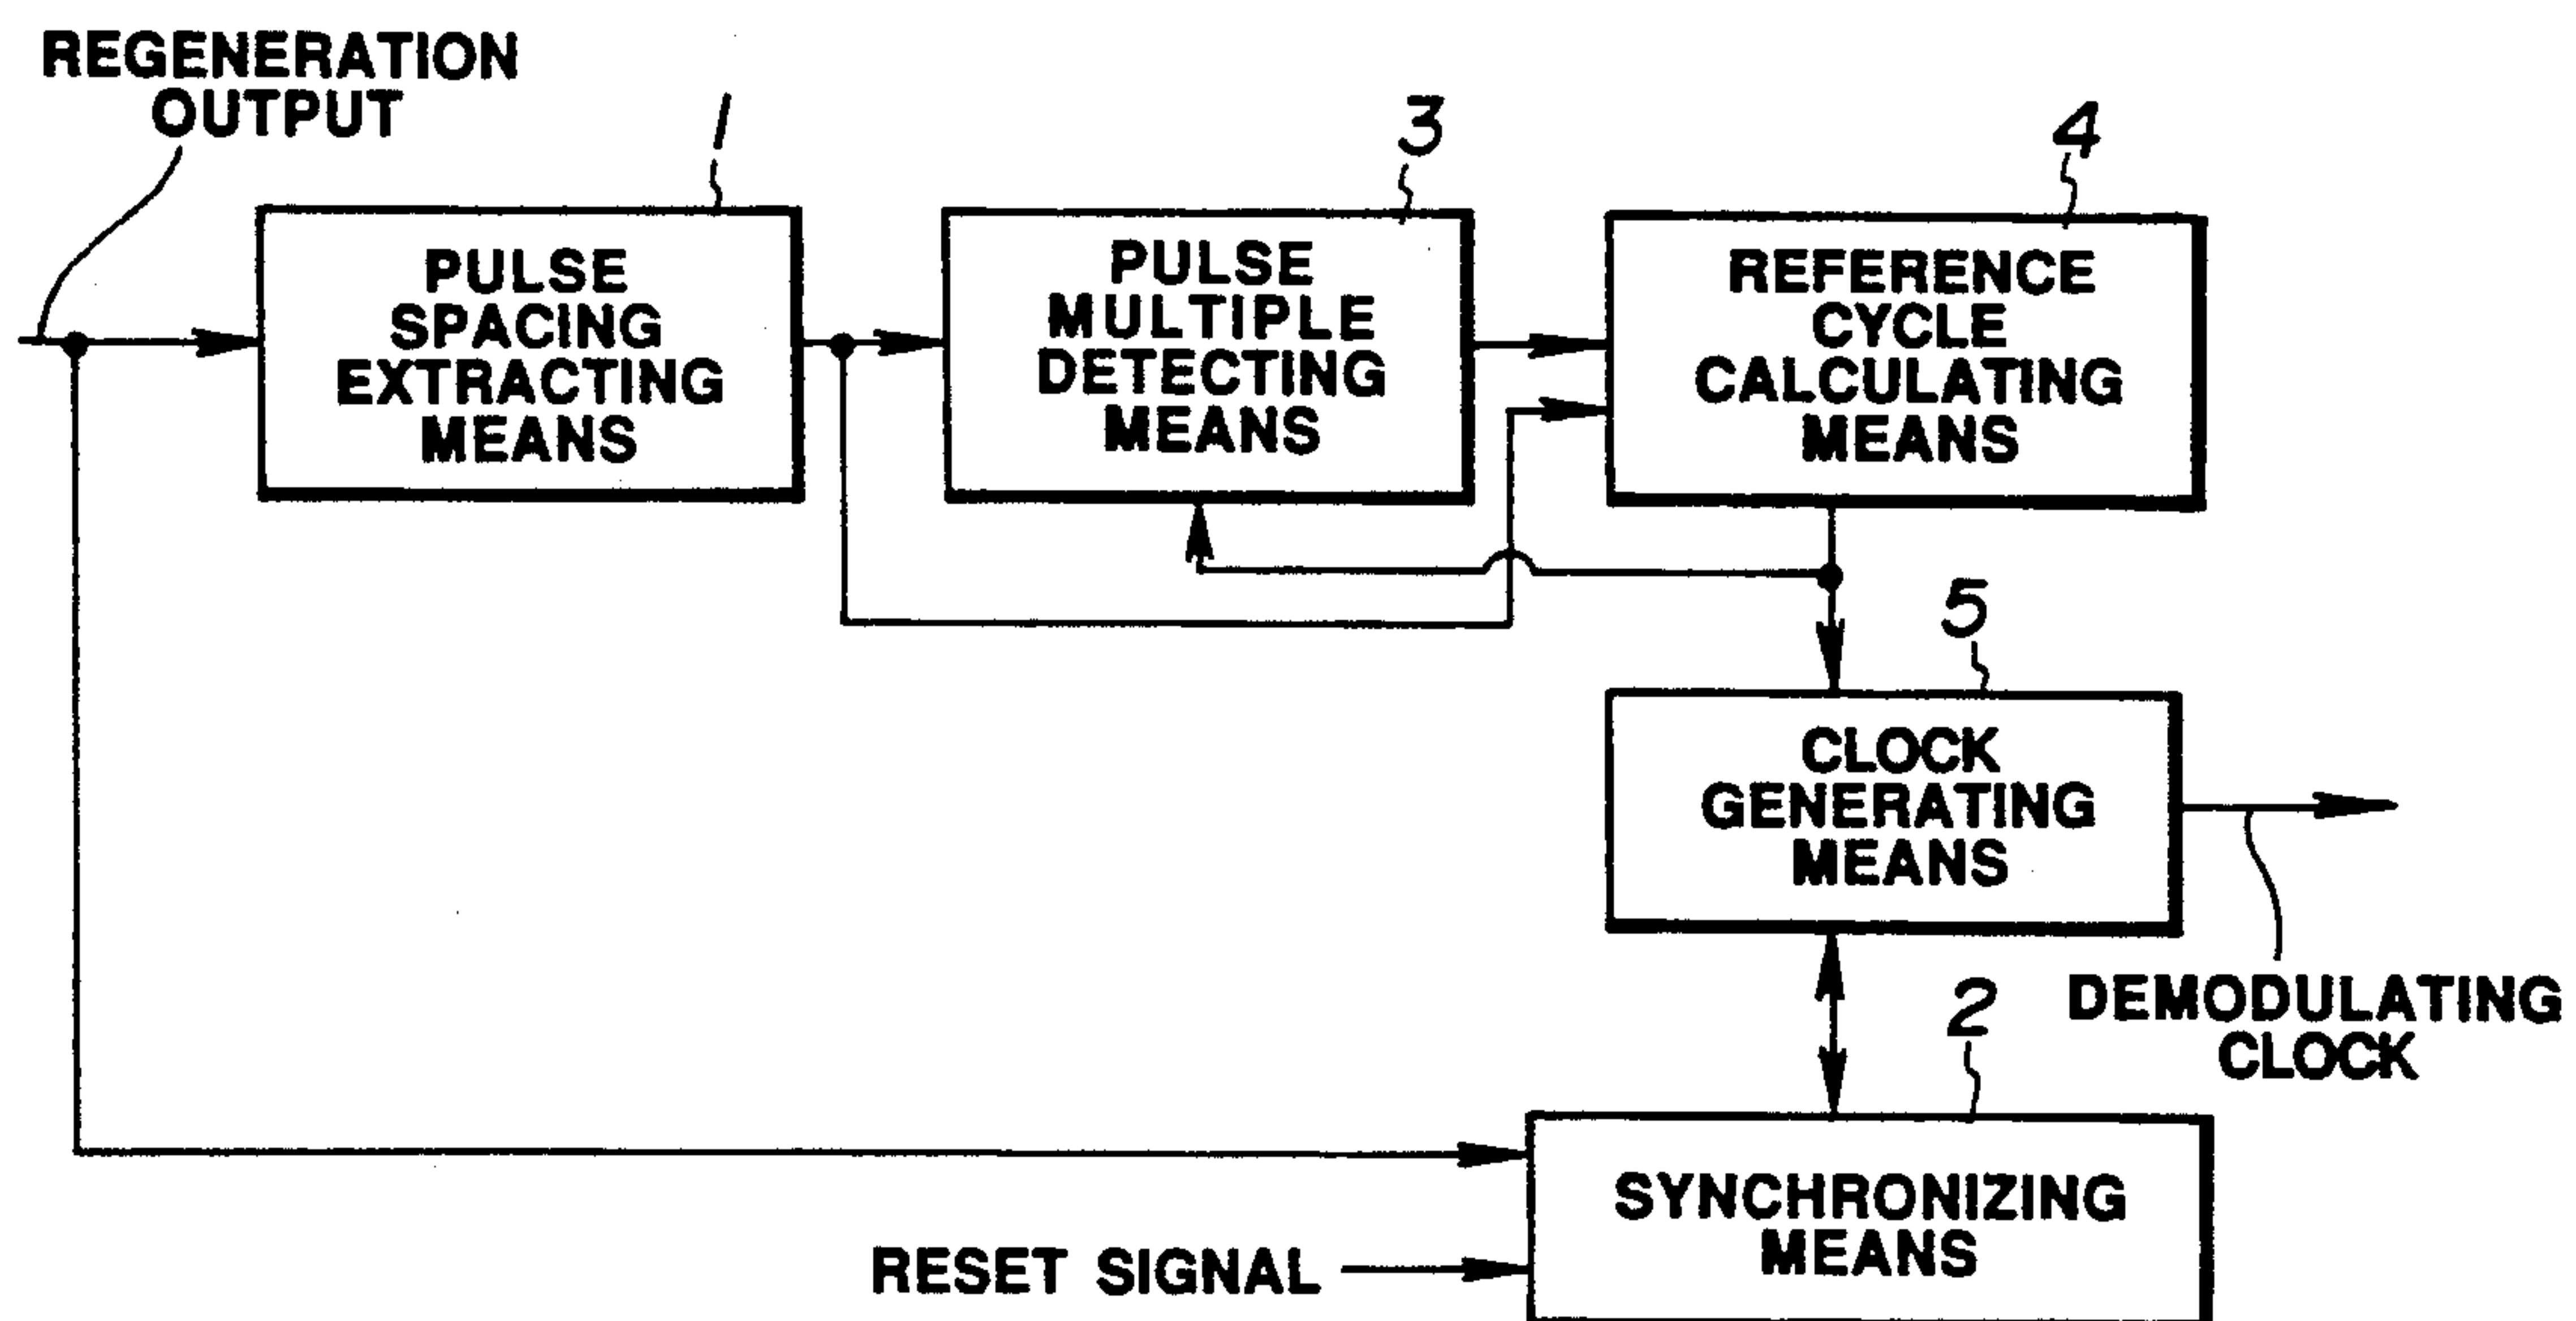 REGENERATION
OUTPUT
1
3
4
PULSE
SPACING
EXTRACTING
MEANS
PULSE
MULTIPLE
DETECTING
MEANS
REFERENCE
CYCLE
CALCULATING
MEANS
5
CLOCK
GENERATING
MEANS
2
DEMODULATING
CLOCK
SYNCHRONIZING
MEANS
RESET SIGNAL